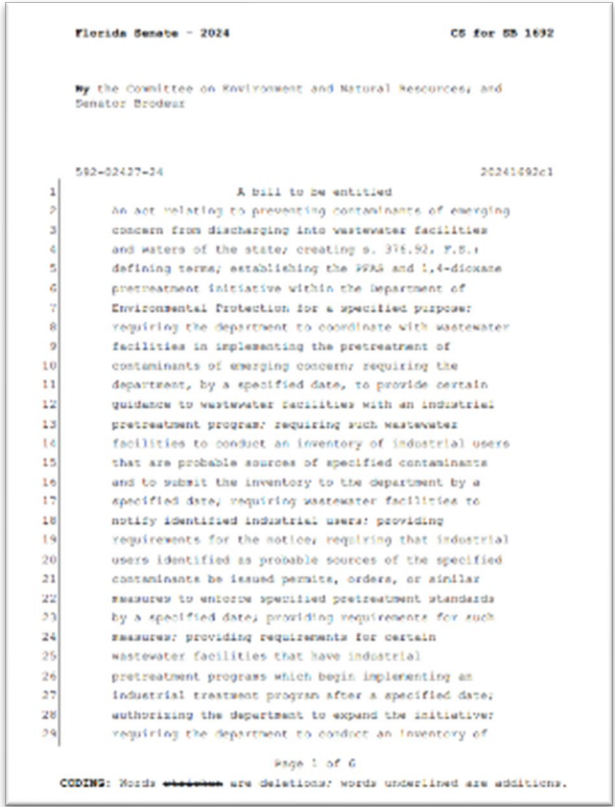 Florida Senate - 2024 CS for SB 1692
By the Committee on Environment and Natural Resources; and
Senator Brodeur
592-02427-24 20241692c1
1 A bill to be entitled
2 An act relating to preventing contaminants of emerging
3 concern from discharging into wastewater facilities
4 and waters of the state; creating s. 376.92, F.S.;
5 defining terms; establishing the PFAS and 1,4-dioxane
6 pretreatment initiative within the Department of
7 Environmental Protection for a specified purpose;
8 requiring the department to coordinate with wastewater
9 facilities in implementing the pretreatment of
10 contaminants of emerging concern; requiring the
11 department, by a specified date, to provide certain
12 guidance to wastewater facilities with an industrial
13 pretreatment program; requiring such wastewater
14 facilities to conduct an inventory of industrial users
15 that are probable sources of specified contaminants
16 and to submit the inventory to the department by a
17 specified date; requiring wastewater facilities to
18 notify identified industrial users; providing
19 requirements for the notice; requiring that industrial
20 users identified as probable sources of the specified
21 contaminants be issued permits, orders, or similar
22 measures to enforce specified pretreatment standards
23 by a specified date; providing requirements for such
24 measures; providing requirements for certain
25 wastewater facilities that have industrial
26 pretreatment programs which begin implementing an
27 industrial treatment program after a specified date;
28 authorizing the department to expand the initiative;
29 requiring the department to conduct an inventory of
Page 1 of 6
CODING: Words stricken are deletions; words underlined are additions.